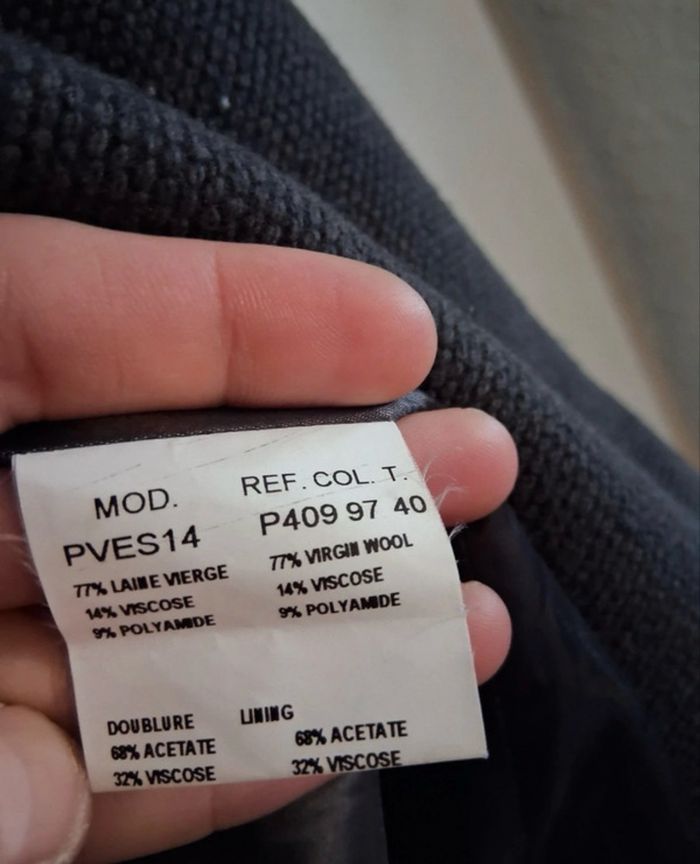 MOD. REF. COL. T.
PVES14 P409 97 40
77% LAINE VIERGE 77% VIRGIN WOOL
14% VISCOSE 14% VISCOSE
9% POLYAMIDE 9% POLYAMIDE
DOUBLURE LINING
68% ACETATE 68% ACETATE
32% VISCOSE 32% VISCOSE